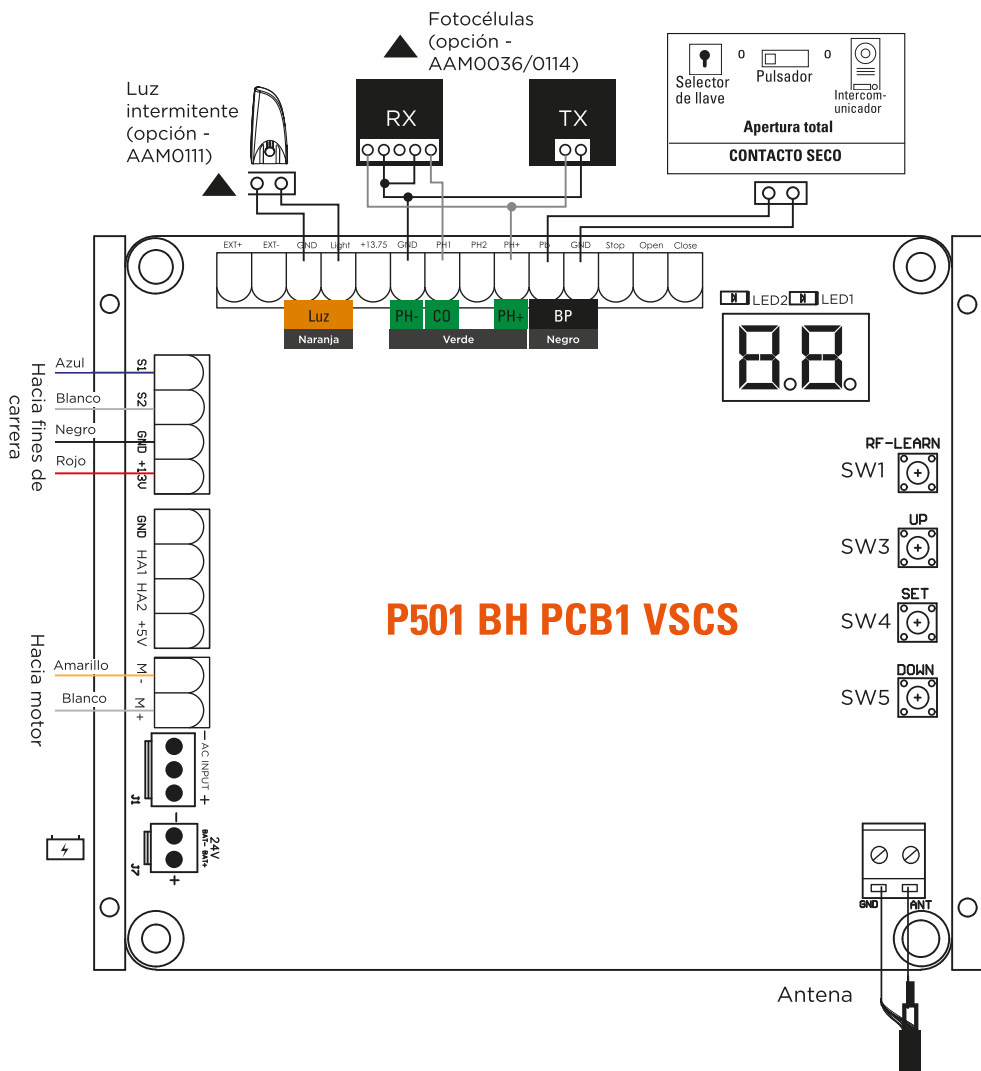 Fotocélulas
(opción -
AAM0036/0114)
Luz
intermitente
(opción -
AAM0111)
RX
TX
Selector
de llave
o
Pulsador
o
Intercom-
unicador
Apertura total
CONTACTO SECO
EXT+ EXT- GND Light +13.75 GND PH1 PH2 PH+ Pb GND Stop Open Close
Luz
PH- CO PH+ BP
Naranja Verde Negro
LED2 LED1
8.8.
Hacia fines de
carrera
Azul S1
Blanco S2
Negro GND
Rojo +13V
GND
HA1
HA2
+5V
Hacia motor
Amarillo M -
Blanco M +
- AC INPUT +
J1
-
24V
BAT- BAT+
J7
+
P501 BH PCB1 VSCS
RF-LEARN
SW1
UP
SW3
SET
SW4
DOWN
SW5
GND ANT
Antena